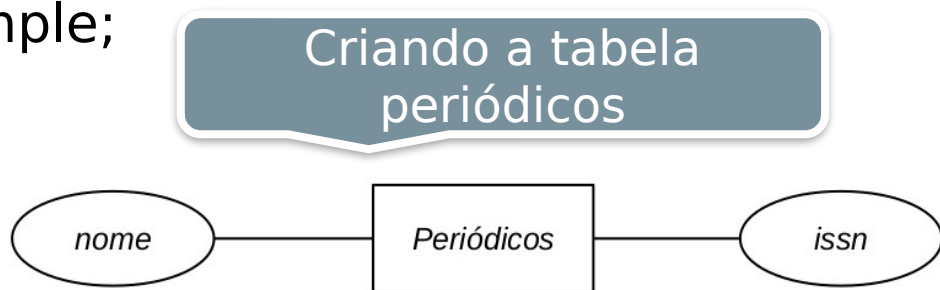 mple;
Criando a tabela
periódicos
nome
Periódicos
issn